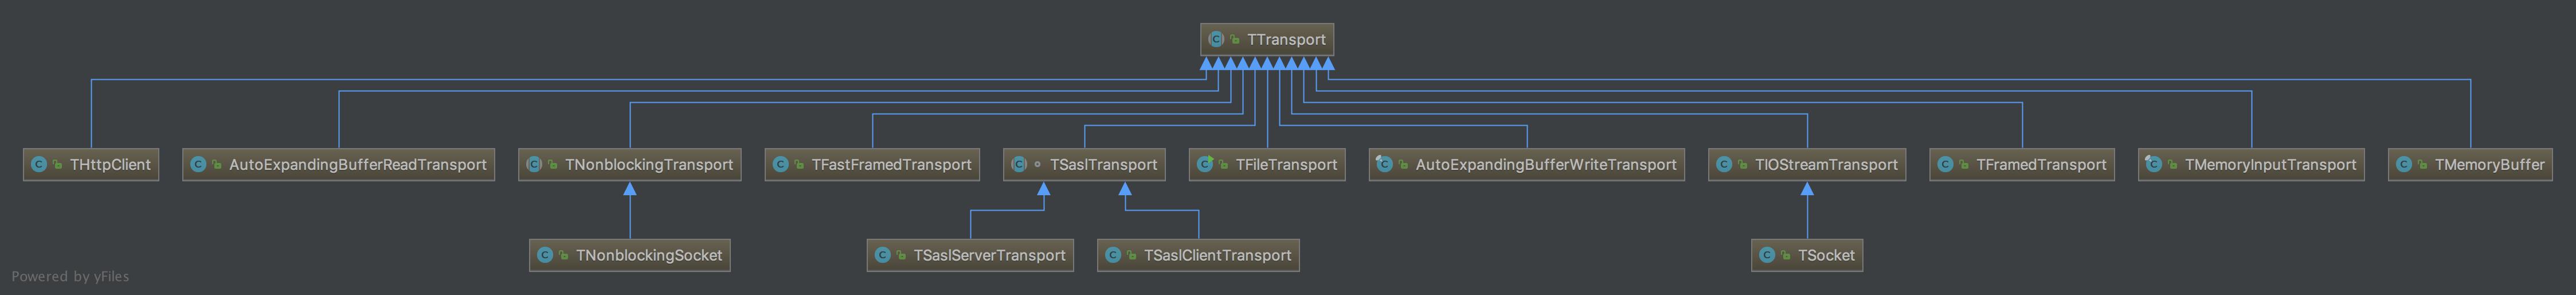 TTransport
THttpClient
AutoExpandingBufferReadTransport
TNonblockingTransport
TFastFramedTransport
TSaslTransport
TFileTransport
AutoExpandingBufferWriteTransport
TIOStreamTransport
TFramedTransport
TMemoryInputTransport
TMemoryBuffer
TNonblockingSocket
TSaslServerTransport
TSaslClientTransport
TSocket
Powered by yFiles